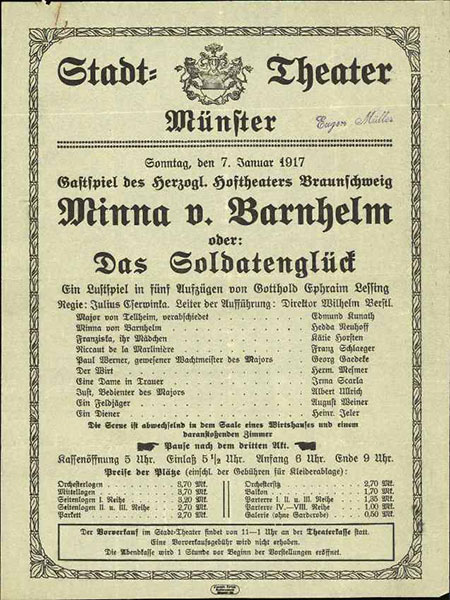 Stadt-Theater
Münster
Eugen Müller
Sonntag, den 7. Januar 1917
Gastspiel des Herzogl. Hoftheaters Braunschweig
Minna v. Barnhelm
oder:
Das Soldatenglück
Ein Lustspiel in fünf Aufzügen von Gotthold Ephraim Lessing
Regie: Julius Cserwinka. Leiter der Aufführung: Direktor Wilhelm Berstl.
Major von Tellheim, verabschiedet . . . . Edmund Kunath
Minna von Barnhelm . . . . Hedda Neuhoff
Franziska, ihr Mädchen . . . . Kätie Horsten
Riccaut de la Marlinière . . . . Franz Schlaeger
Paul Werner, gewesener Wachtmeister des Majors . . . . Georg Gaedeke
Der Wirt . . . . Herm. Mesmer
Eine Dame in Trauer . . . . Irma Scarla
Just, Bedienter des Majors . . . . Albert Ullrich
Ein Feldjäger . . . . August Weiner
Ein Diener . . . . Heinr. Jeler
Die Scene ist abwechselnd in dem Saale eines Wirtshauses und einem
daranstoßenden Zimmer
Pause nach dem dritten Akt.
Kassenöffnung 5 Uhr. Einlaß 5 1/2 Uhr. Anfang 6 Uhr. Ende 9 Uhr.
Preise der Plätze (einschl. der Gebühren für Kleiderablage):
Orchesterlogen . . . . 3,70 Mk.
Mittellogen . . . . 3,70 Mk.
Seitenlogen I. Reihe . . . . 3,20 Mk.
Seitenlogen II. u. III. Reihe . . . . 2,70 Mk.
Parkett . . . . 2,70 Mk.
Orchestersitz . . . . 2,70 Mk.
Balkon . . . . 1,70 Mk.
Parterre I. u. III. Reihe . . . . 1,35 Mk.
Parterre IV.—VIII. Reihe . . . . 1,00 Mk.
Galerie (ohne Garderobe) . . . . 0,50 Mk.
Der Vorverkauf im Stadt-Theater findet von 11—1 Uhr an der Theaterkasse statt.
Eine Vorverkaufsgebühr wird nicht erhoben.
Die Abendkasse wird 1 Stunde vor Beginn der Vorstellungen eröffnet.